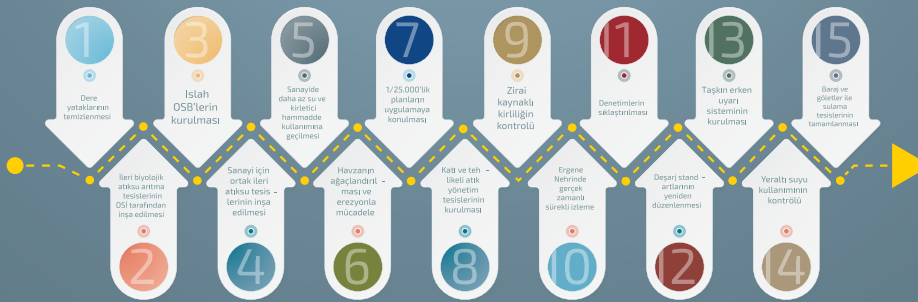 1
Dere
yataklarının
temizlenmesi
2
İleri biyolojik
atıksu arıtma
tesislerinin
DSİ tarafından
inşa edilmesi
3
Islah
OSB'lerin
kurulması
4
Sanayi için
ortak ileri
atıksu tesis -
lerinin inşa
edilmesi
5
Sanayide
daha az su ve
kirletici
hammadde
kullanımına
geçilmesi
6
Havzanın
ağaçlandırıl -
ması ve
erezyonla
mücadele
7
1/25.000'lik
planların
uygulamaya
konulması
8
Katı ve teh -
likeli atık
yönetim
tesislerinin
kurulması
9
Zirai
kaynaklı
kirliliğin
kontrolü
10
Ergene
Nehrinde
gerçek
zamanlı
sürekli izleme
11
Denetimlerin
sıklaştırılması
12
Deşarj stand -
artlarının
yeniden
düzenlenmesi
13
Taşkın erken
uyarı
sisteminin
kurulması
14
Yeraltı suyu
kullanımının
kontrölü
15
Baraj ve
göletler ile
sulama
tesislerinin
tamamlanması